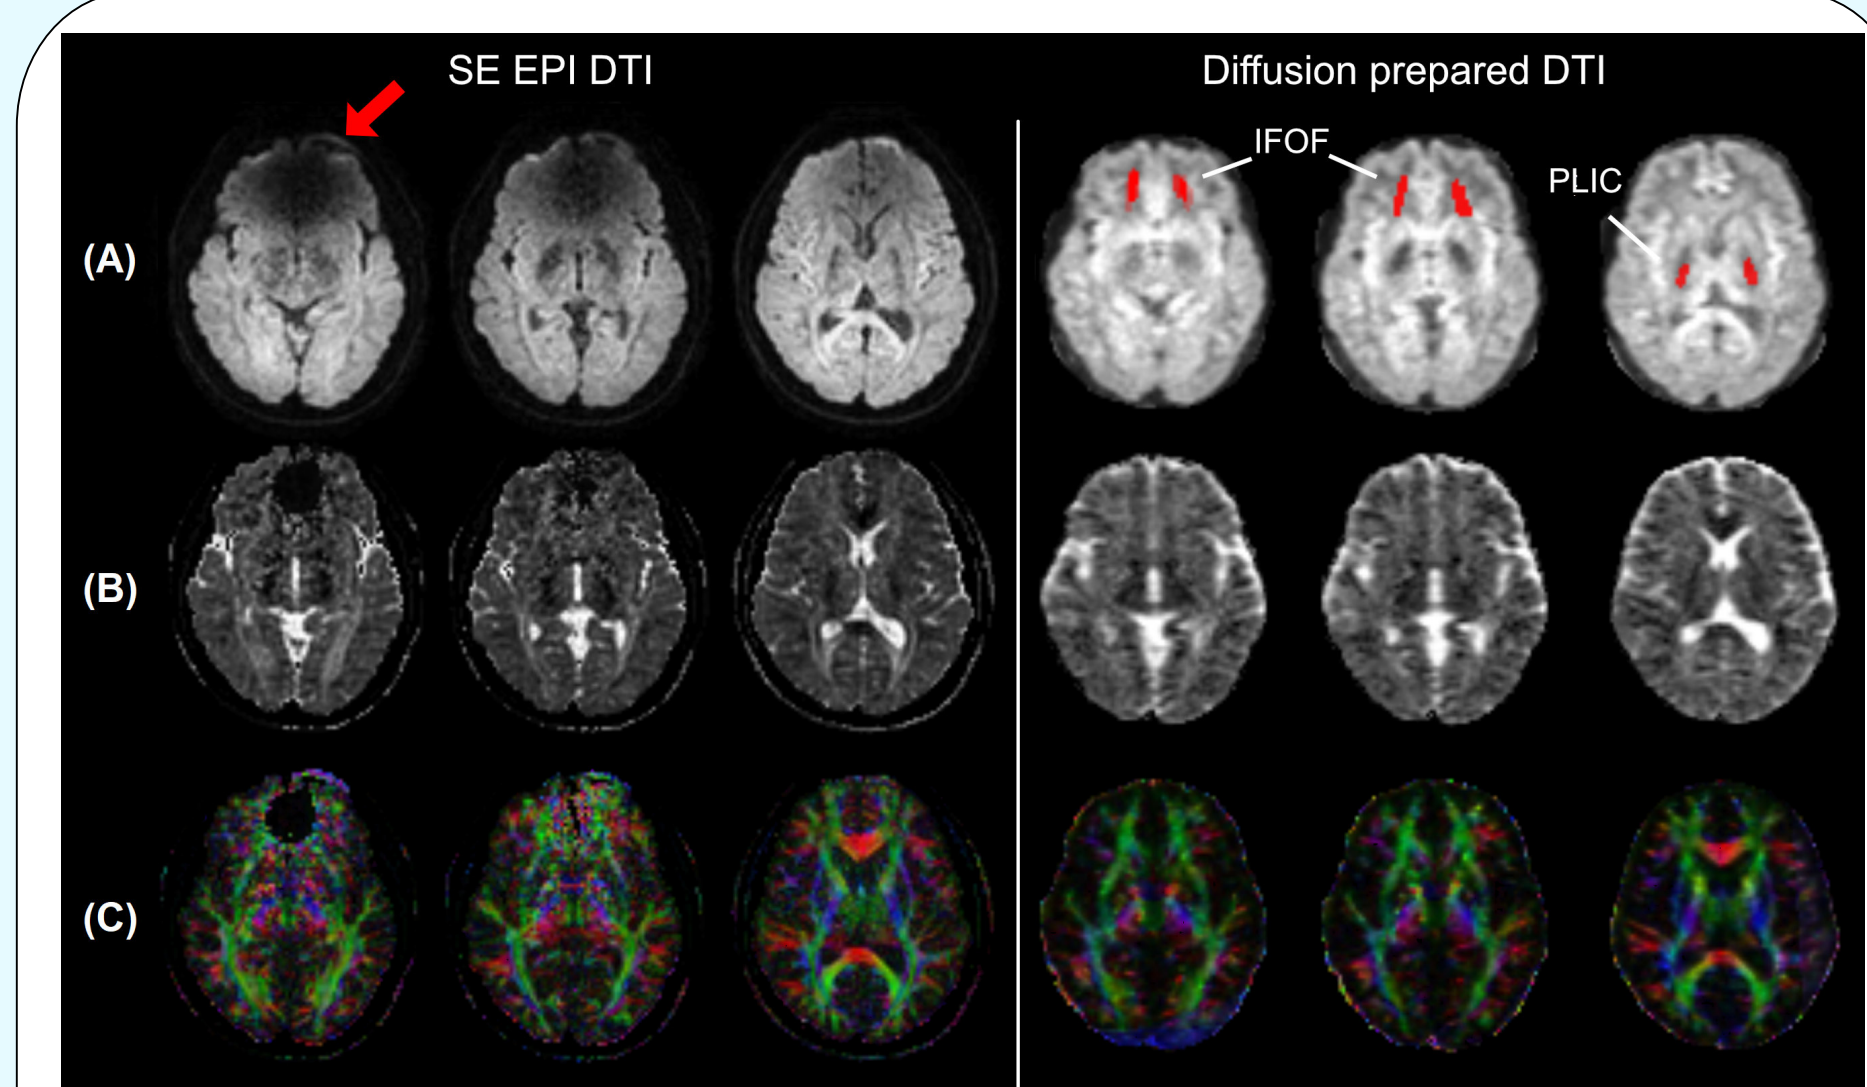 SE EPI DTI
Diffusion prepared DTI
IFOF
PLIC
(A)
(B)
(C)